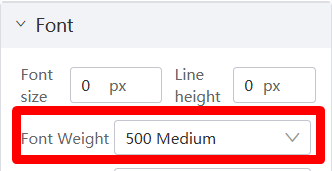 Font
Font size 0 px Line height 0 px
Font Weight 500 Medium